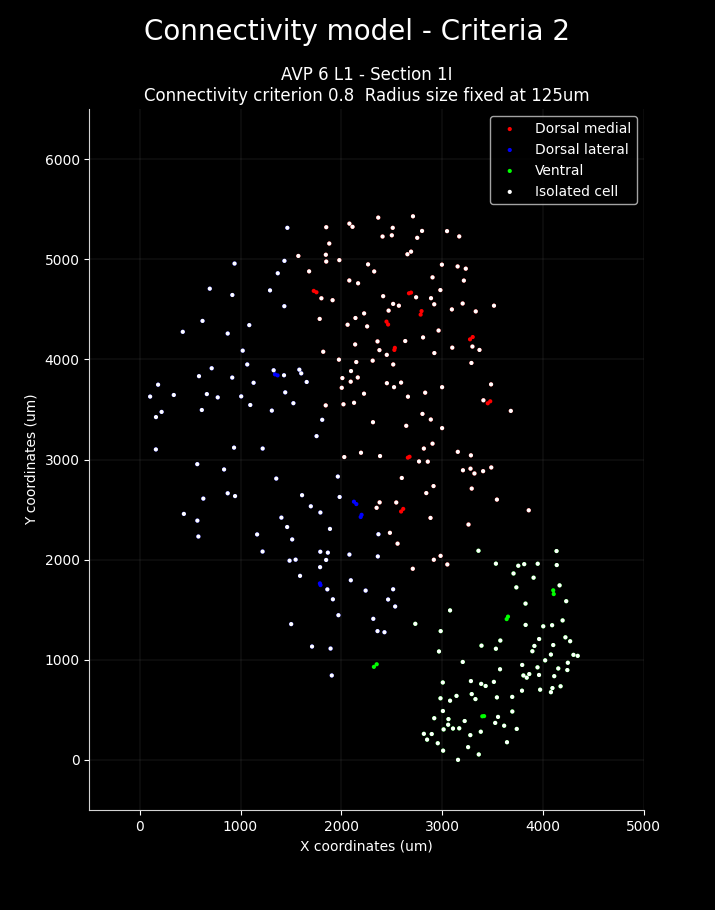 Connectivity model - Criteria 2
AVP 6 L1 - Section 1I
Connectivity criterion 0.8  Radius size fixed at 125um
Dorsal medial
Dorsal lateral
Ventral
Isolated cell
6000
5000
4000
3000
2000
1000
0
Y coordinates (um)
0
1000
2000
3000
4000
5000
X coordinates (um)